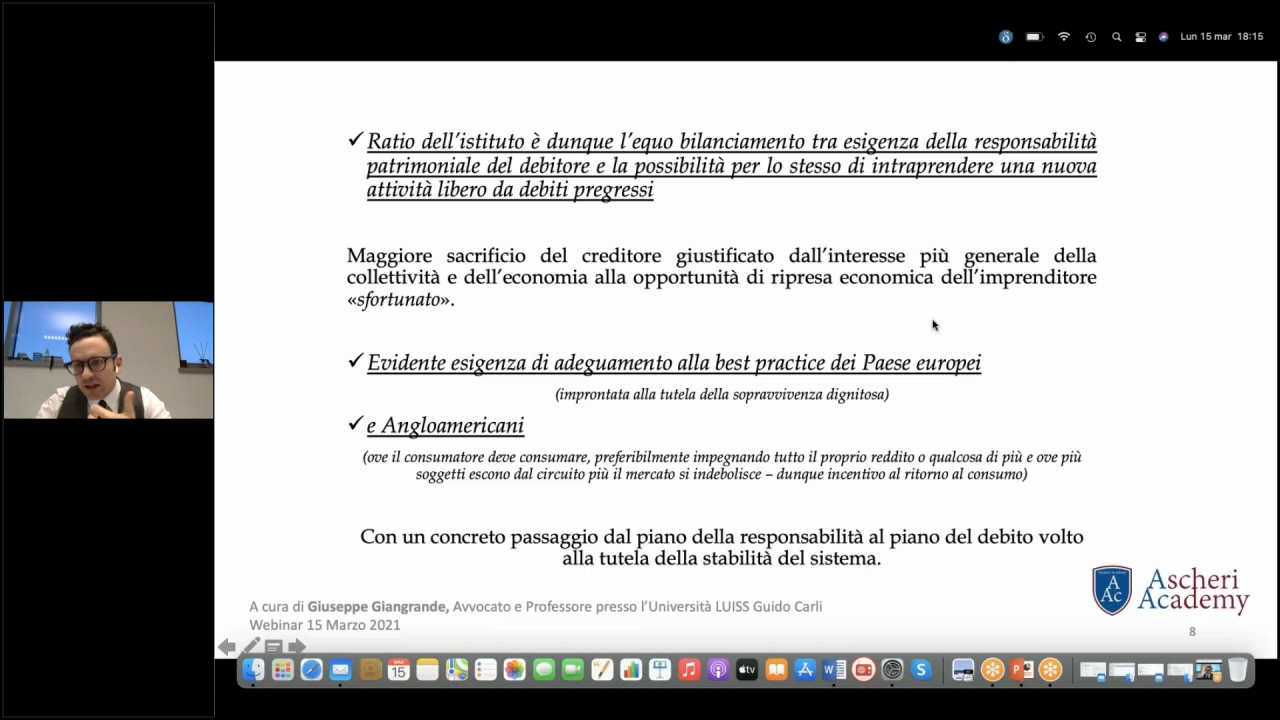 Lun 15 mar 18:15
✓ Ratio dell'istituto è dunque l'equo bilanciamento tra esigenza della responsabilità
patrimoniale del debitore e la possibilità per lo stesso di intraprendere una nuova
attività libero da debiti pregressi
Maggiore sacrificio del creditore giustificato dall'interesse più generale della
collettività e dell'economia alla opportunità di ripresa economica dell'imprenditore
«sfortunato».
✓ Evidente esigenza di adeguamento alla best practice dei Paese europei
(improntata alla tutela della sopravvivenza dignitosa)
✓ e Angloamericani
(ove il consumatore deve consumare, preferibilmente impegnando tutto il proprio reddito o qualcosa di più e ove più
soggetti escono dal circuito più il mercato si indebolisce – dunque incentivo al ritorno al consumo)
Con un concreto passaggio dal piano della responsabilità al piano del debito volto
alla tutela della stabilità del sistema.
A
Ac
Ascheri
Academy
A cura di Giuseppe Giangrande, Avvocato e Professore presso l'Università LUISS Guido Carli
Webinar 15 Marzo 2021
8
15
tv
W
S
P